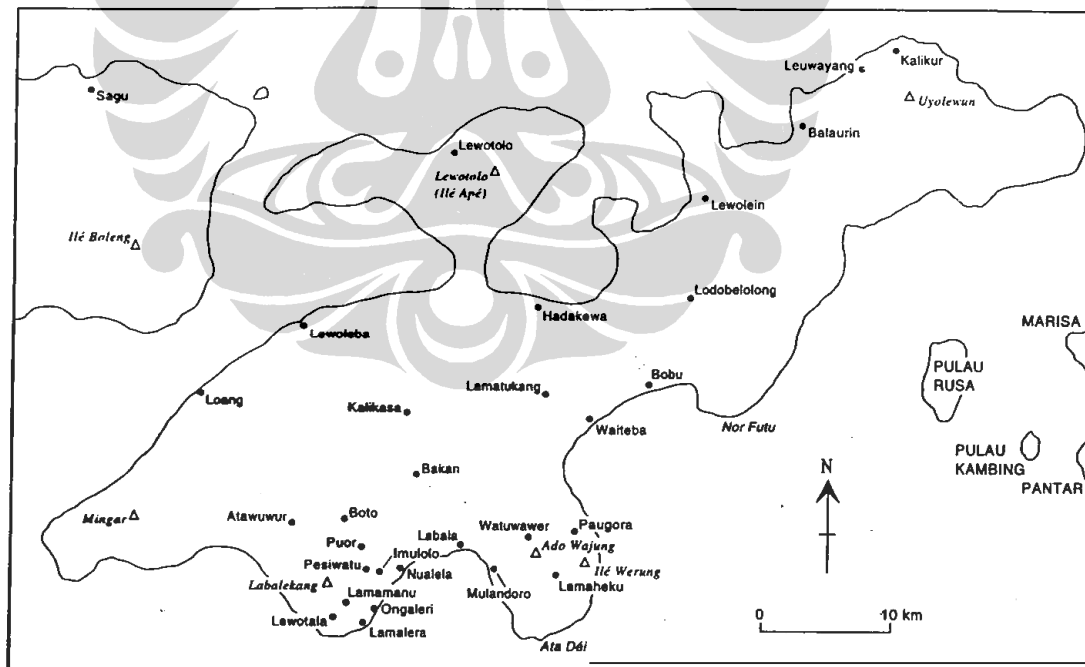 Kalikur
Leuwayang
Uyolewun
Sagu
Balaurin
Lewotolo
Lewotolo
(Ilé Apé)
Lewolein
Ilé Boleng
Lodobelolong
Hadakewa
Lewoleba
MARISA
PULAU
RUSA
Bobu
Lamatukang
Loang
Kalikasa
Waiteba
Nor Futu
PULAU
KAMBING
Bakan
N
PANTAR
Mingar
Atawuwur
Boto
Watuwawer
Paugora
Labala
Puor
Ado Wajung
Imulolo
Pesiwatu
Nualela
Ilé Werung
Labalekang
Lamaheku
Mulandoro
Lamamanu
Ongaleri
Lewotala
Lamalera
0 10 km
Ata Déi